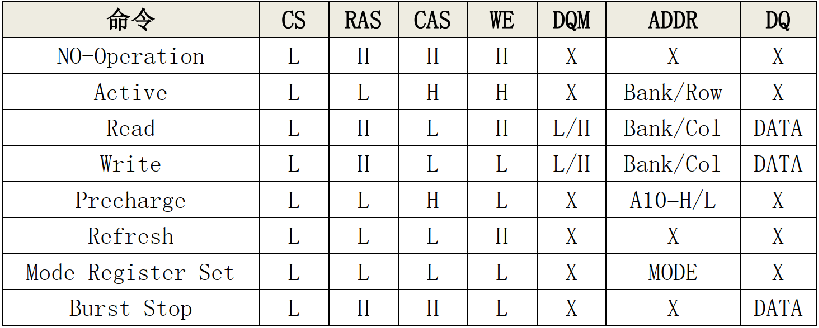 命令 CS RAS CAS WE DQM ADDR DQ
NO-Operation L H H H X X X
Active L L H H X Bank/Row X
Read L H L H L/H Bank/Col DATA
Write L H L L L/H Bank/Col DATA
Precharge L L H L X A10-H/L X
Refresh L L L H X X X
Mode Register Set L L L L X MODE X
Burst Stop L H H L X X DATA